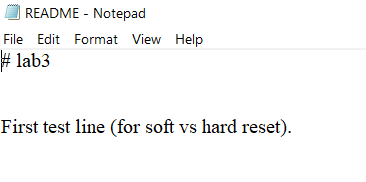 README - Notepad
File Edit Format View Help
# lab3
First test line (for soft vs hard reset).